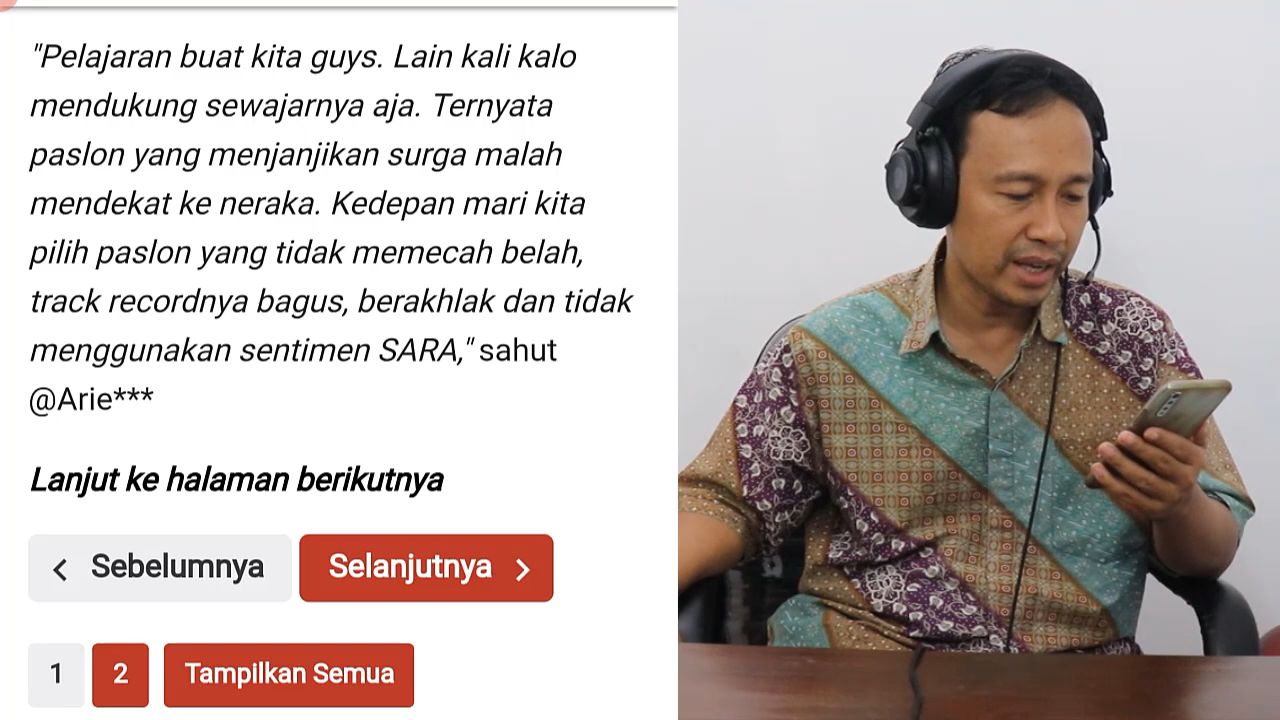 "Pelajaran buat kita guys. Lain kali kalo
mendukung sewajarnya aja. Ternyata
paslon yang menjanjikan surga malah
mendekat ke neraka. Kedepan mari kita
pilih paslon yang tidak memecah belah,
track recordnya bagus, berakhlak dan tidak
menggunakan sentimen SARA," sahut
@Arie***
Lanjut ke halaman berikutnya
< Sebelumnya
Selanjutnya >
1
2
Tampilkan Semua